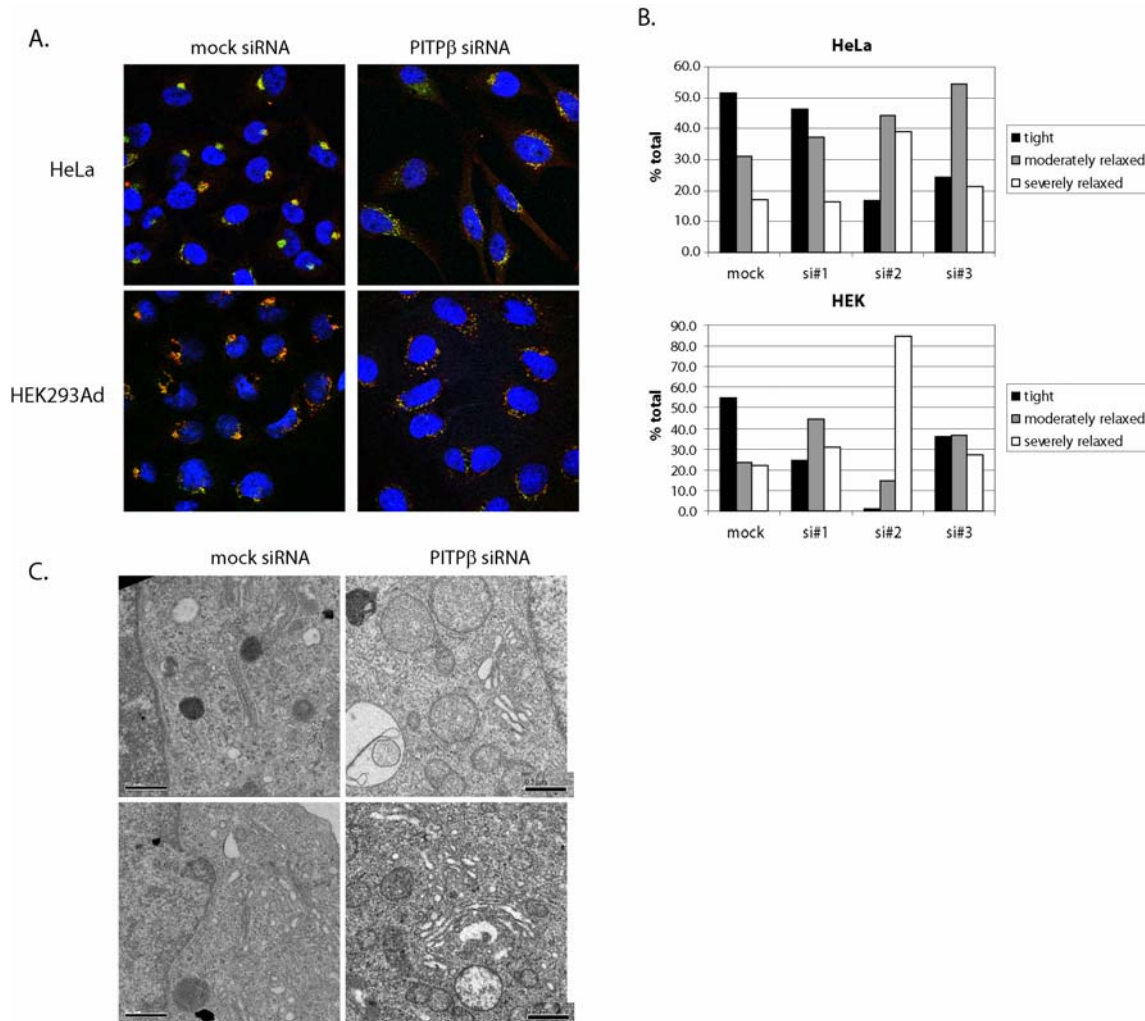 A.
mock siRNA
PITPβ siRNA
HeLa
HEK293Ad
B.
HeLa
% total
60.0
50.0
40.0
30.0
20.0
10.0
0.0
mock si#1 si#2 si#3
tight
moderately relaxed
severely relaxed
HEK
% total
90.0
80.0
70.0
60.0
50.0
40.0
30.0
20.0
10.0
0.0
mock si#1 si#2 si#3
tight
moderately relaxed
severely relaxed
C.
mock siRNA
PITPβ siRNA